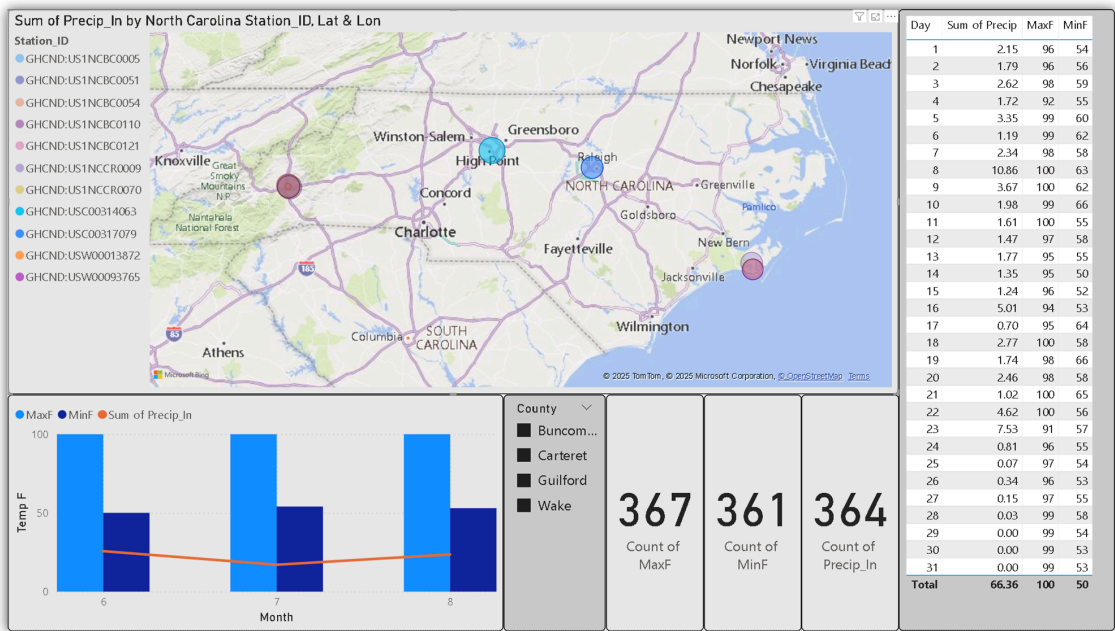 Sum of Precip_In by North Carolina Station_ID, Lat & Lon
Station_ID
GHCND:US1NCBC0005
GHCND:US1NCBC0051
GHCND:US1NCBC0054
GHCND:US1NCBC0110
GHCND:US1NCBC0121
GHCND:US1NCCR0009
GHCND:US1NCCR0070
GHCND:USC00314063
GHCND:USC00317079
GHCND:USW00013872
GHCND:USW00093765
Newport News
Norfolk
Virginia Beach
Chesapeake
Winston-Salem
Greensboro
High Point
Raleigh
Knoxville
Great
Smoky
Mountains
N.P.
NORTH CAROLINA
Greenville
Concord
Goldsboro
Pamlico
Nantahala
National Forest
Charlotte
Fayetteville
New Bern
185
Jacksonville
Wilmington
85
Columbia
SOUTH
CAROLINA
Athens
Microsoft Bing
© 2025 TomTom, © 2025 Microsoft Corporation, © OpenStreetMap Terms
MaxF MinF Sum of Precip_In
100
50
0
Temp F
6 7 8
Month
County
Buncom...
Carteret
Guilford
Wake
367
Count of
MaxF
361
Count of
MinF
364
Count of
Precip_In
Day Sum of Precip MaxF MinF
1 2.15 96 54
2 1.79 96 56
3 2.62 98 59
4 1.72 92 55
5 3.35 99 60
6 1.19 99 62
7 2.34 98 58
8 10.86 100 63
9 3.67 100 62
10 1.98 99 66
11 1.61 100 55
12 1.47 97 58
13 1.77 95 55
14 1.35 95 50
15 1.24 96 52
16 5.01 94 53
17 0.70 95 64
18 2.77 100 58
19 1.74 98 66
20 2.46 98 58
21 1.02 100 65
22 4.62 100 56
23 7.53 91 57
24 0.81 96 55
25 0.07 97 54
26 0.34 96 53
27 0.15 97 55
28 0.03 99 58
29 0.00 99 54
30 0.00 99 53
31 0.00 99 53
Total 66.36 100 50